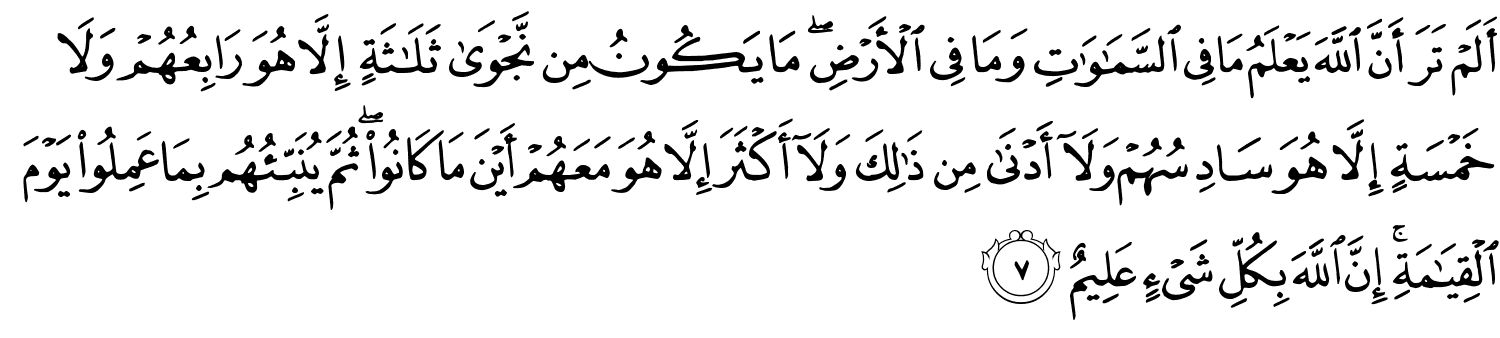 أَلَمۡ تَرَ أَنَّ ٱللَّهَ يَعۡلَمُ مَا فِي ٱلسَّمَٰوَٰتِ وَمَا فِي ٱلۡأَرۡضِۖ مَا يَكُونُ مِن نَّجۡوَىٰ ثَلَٰثَةٍ إِلَّا هُوَ رَابِعُهُمۡ وَلَا
خَمۡسَةٍ إِلَّا هُوَ سَادِسُهُمۡ وَلَآ أَدۡنَىٰ مِن ذَٰلِكَ وَلَآ أَكۡثَرَ إِلَّا هُوَ مَعَهُمۡ أَيۡنَ مَا كَانُواْۖ ثُمَّ يُنَبِّئُهُم بِمَا عَمِلُواْ يَوۡمَ
ٱلۡقِيَٰمَةِۚ إِنَّ ٱللَّهَ بِكُلِّ شَيۡءٍ عَلِيمٌ ٧